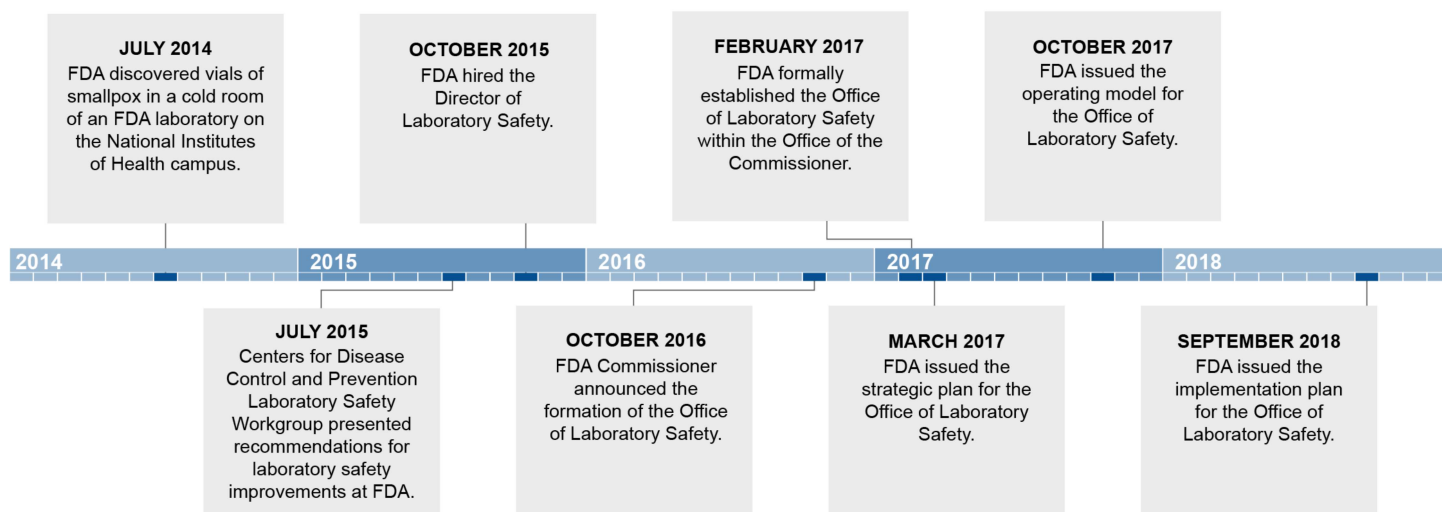 JULY 2014
FDA discovered vials of
smallpox in a cold room
of an FDA laboratory on
the National Institutes
of Health campus.
OCTOBER 2015
FDA hired the
Director of
Laboratory Safety.
FEBRUARY 2017
FDA formally
established the Office
of Laboratory Safety
within the Office of the
Commissioner.
OCTOBER 2017
FDA issued the
operating model for
the Office of
Laboratory Safety.
2014
2015
2016
2017
2018
JULY 2015
Centers for Disease
Control and Prevention
Laboratory Safety
Workgroup presented
recommendations for
laboratory safety
improvements at FDA.
OCTOBER 2016
FDA Commissioner
announced the
formation of the Office
of Laboratory Safety.
MARCH 2017
FDA issued the
strategic plan for the
Office of Laboratory
Safety.
SEPTEMBER 2018
FDA issued the
implementation plan
for the Office of
Laboratory Safety.